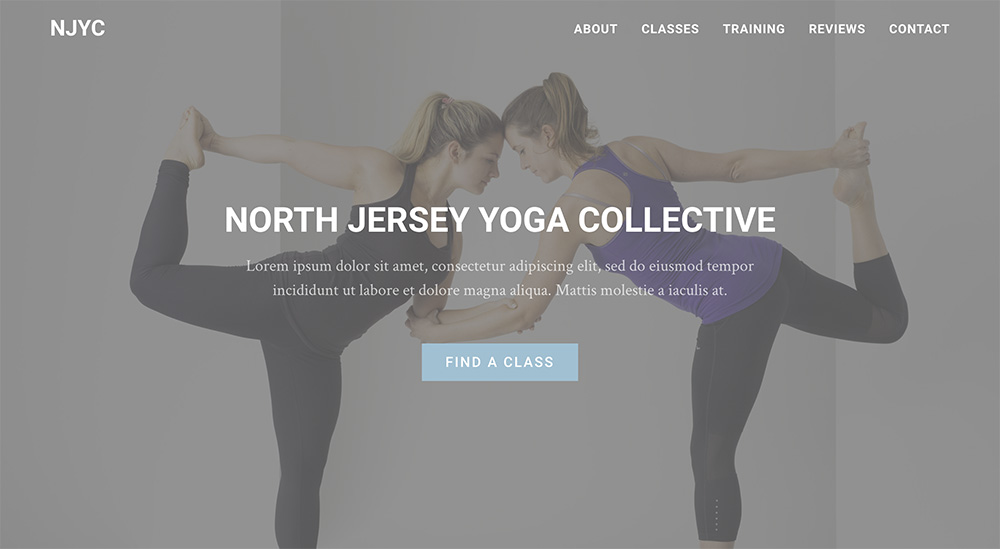 NJYC
ABOUT CLASSES TRAINING REVIEWS CONTACT
NORTH JERSEY YOGA COLLECTIVE
Lorem ipsum dolor sit amet, consectetur adipiscing elit, sed do eiusmod tempor
incididunt ut labore et dolore magna aliqua. Mattis molestie a iaculis at.
FIND A CLASS